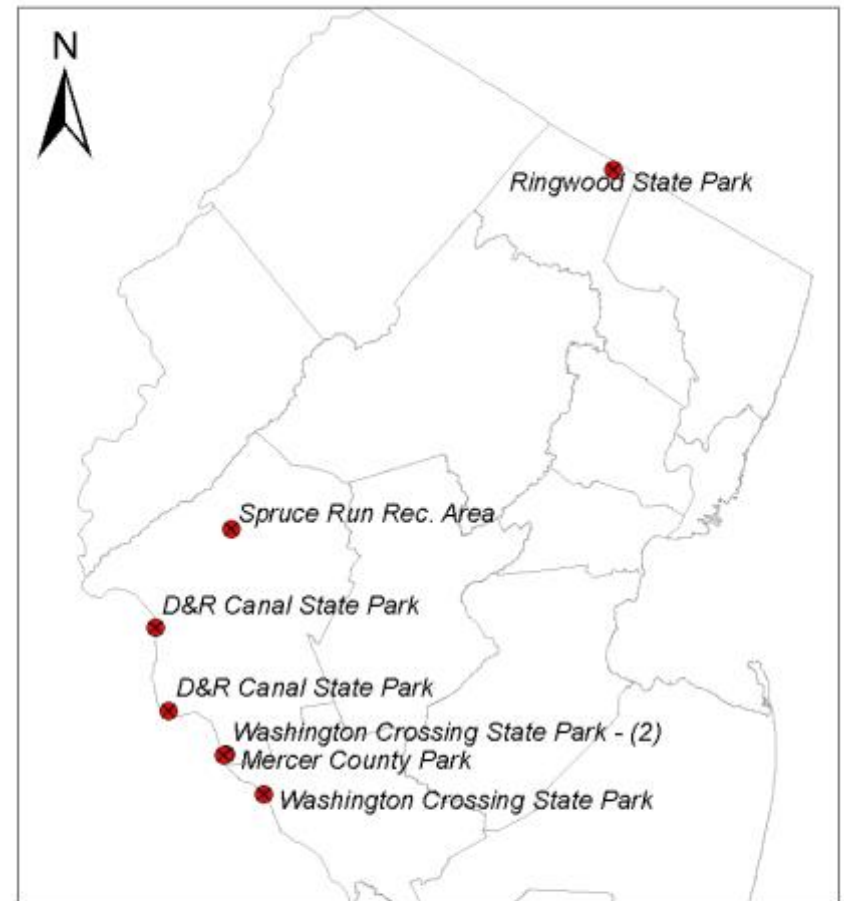 N
Ringwood State Park
Spruce Run Rec. Area
D&R Canal State Park
D&R Canal State Park
Washington Crossing State Park - (2)
Mercer County Park
Washington Crossing State Park